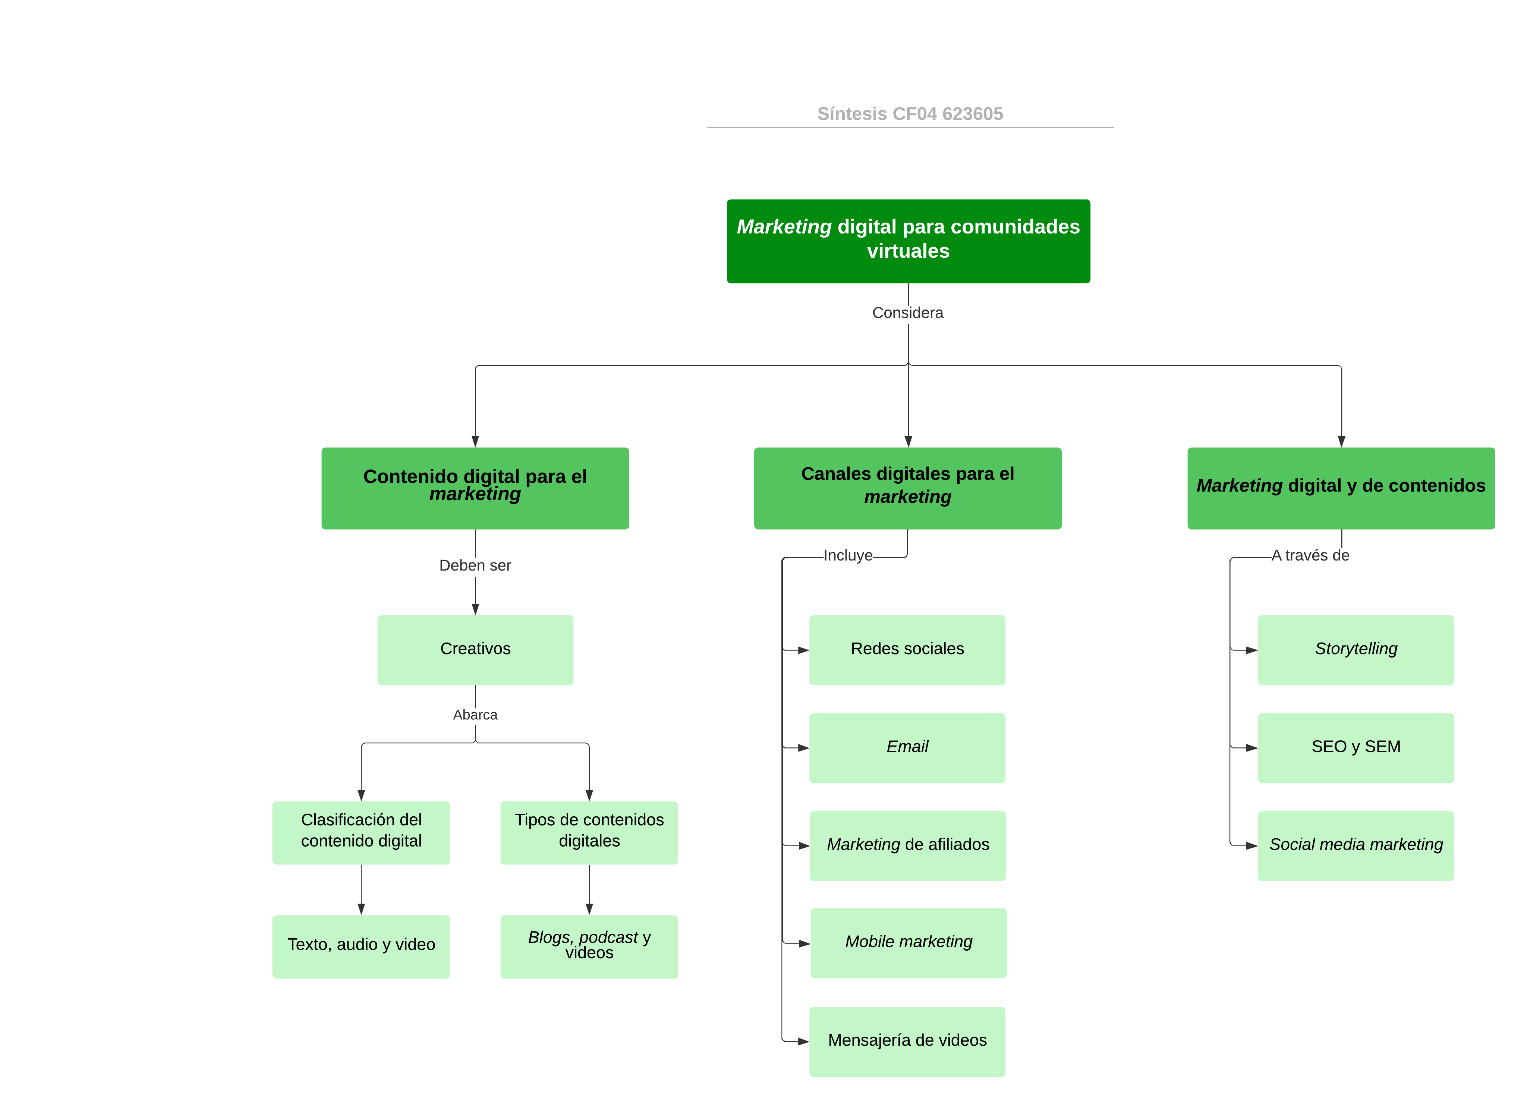 Síntesis CF04 623605
Marketing digital para comunidades
virtuales
Considera
Contenido digital para el
marketing
Deben ser
Creativos
Abarca
Clasificación del
contenido digital
Texto, audio y video
Tipos de contenidos
digitales
Blogs, podcast y
videos
Canales digitales para el
marketing
Incluye
Redes sociales
Email
Marketing de afiliados
Mobile marketing
Mensajería de videos
Marketing digital y de contenidos
A través de
Storytelling
SEO y SEM
Social media marketing